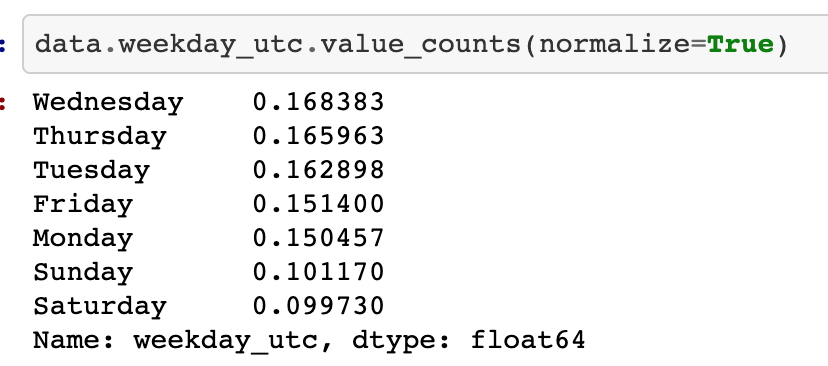 : data.weekday_utc.value_counts(normalize=True)
: Wednesday    0.168383
Thursday     0.165963
Tuesday      0.162898
Friday       0.151400
Monday       0.150457
Sunday       0.101170
Saturday     0.099730
Name: weekday_utc, dtype: float64